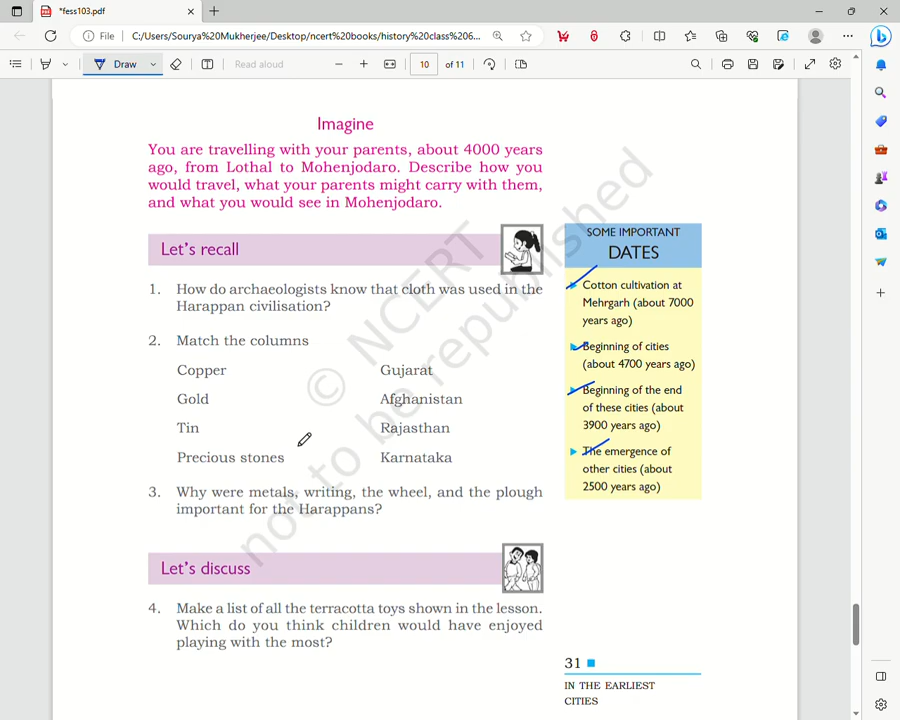 *fess103.pdf
File
C:/Users/Sourya%20Mukherjee/Desktop/ncert%20books/history%20class%206...
Draw
Read aloud
10 of 11
Imagine
You are travelling with your parents, about 4000 years
ago, from Lothal to Mohenjodaro. Describe how you
would travel, what your parents might carry with them,
and what you would see in Mohenjodaro.
Let's recall
1. How do archaeologists know that cloth was used in the
Harappan civilisation?
2. Match the columns
Copper Gujarat
Gold Afghanistan
Tin Rajasthan
Precious stones Karnataka
3. Why were metals, writing, the wheel, and the plough
important for the Harappans?
Let's discuss
4. Make a list of all the terracotta toys shown in the lesson.
Which do you think children would have enjoyed
playing with the most?
SOME IMPORTANT
DATES
Cotton cultivation at
Mehrgarh (about 7000
years ago)
Beginning of cities
(about 4700 years ago)
Beginning of the end
of these cities (about
3900 years ago)
The emergence of
other cities (about
2500 years ago)
31
IN THE EARLIEST
CITIES
© NCERT
not to be republished